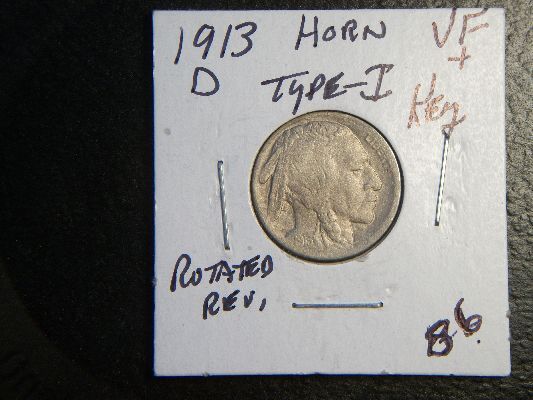 1913 HORN VF
D TYPE-I +
Key
ROTATED
REV,
86.